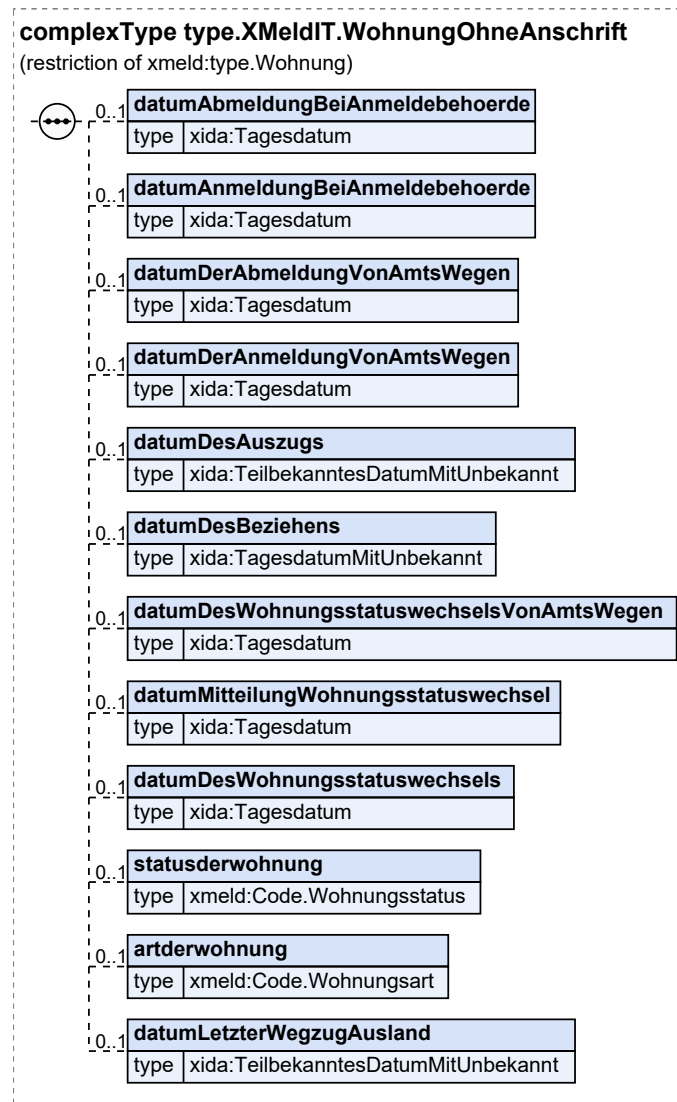 complexType type.XMeldIT.WohnungOhneAnschrift
(restriction of xmeld:type.Wohnung)
0..1 datumAbmeldungBeiAnmeldebehoerde
type xida:Tagesdatum
0..1 datumAnmeldungBeiAnmeldebehoerde
type xida:Tagesdatum
0..1 datumDerAbmeldungVonAmtsWegen
type xida:Tagesdatum
0..1 datumDerAnmeldungVonAmtsWegen
type xida:Tagesdatum
0..1 datumDesAuszugs
type xida:TeilbekanntesDatumMitUnbekannt
0..1 datumDesBeziehens
type xida:TagesdatumMitUnbekannt
0..1 datumDesWohnungsstatuswechselsVonAmtsWegen
type xida:Tagesdatum
0..1 datumMitteilungWohnungsstatuswechsel
type xida:Tagesdatum
0..1 datumDesWohnungsstatuswechsels
type xida:Tagesdatum
0..1 statusderwohnung
type xmeld:Code.Wohnungsstatus
0..1 artderwohnung
type xmeld:Code.Wohnungsart
0..1 datumLetzterWegzugAusland
type xida:TeilbekanntesDatumMitUnbekannt